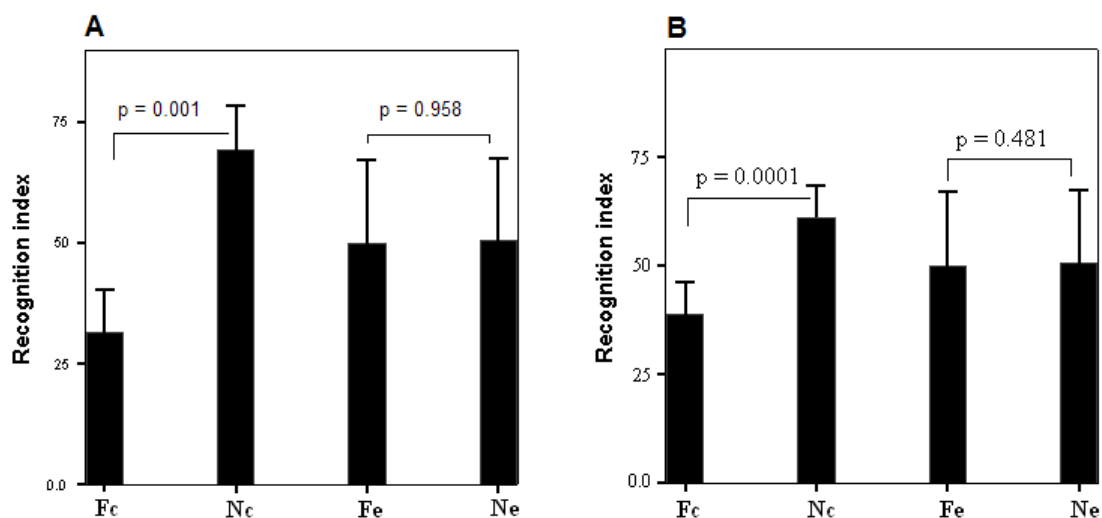 A
Recognition index
75
50
25
0.0
p = 0.001
p = 0.958
Fc
Nc
Fe
Ne
B
Recognition index
75
50
25
0.0
p = 0.0001
p = 0.481
Fc
Nc
Fe
Ne